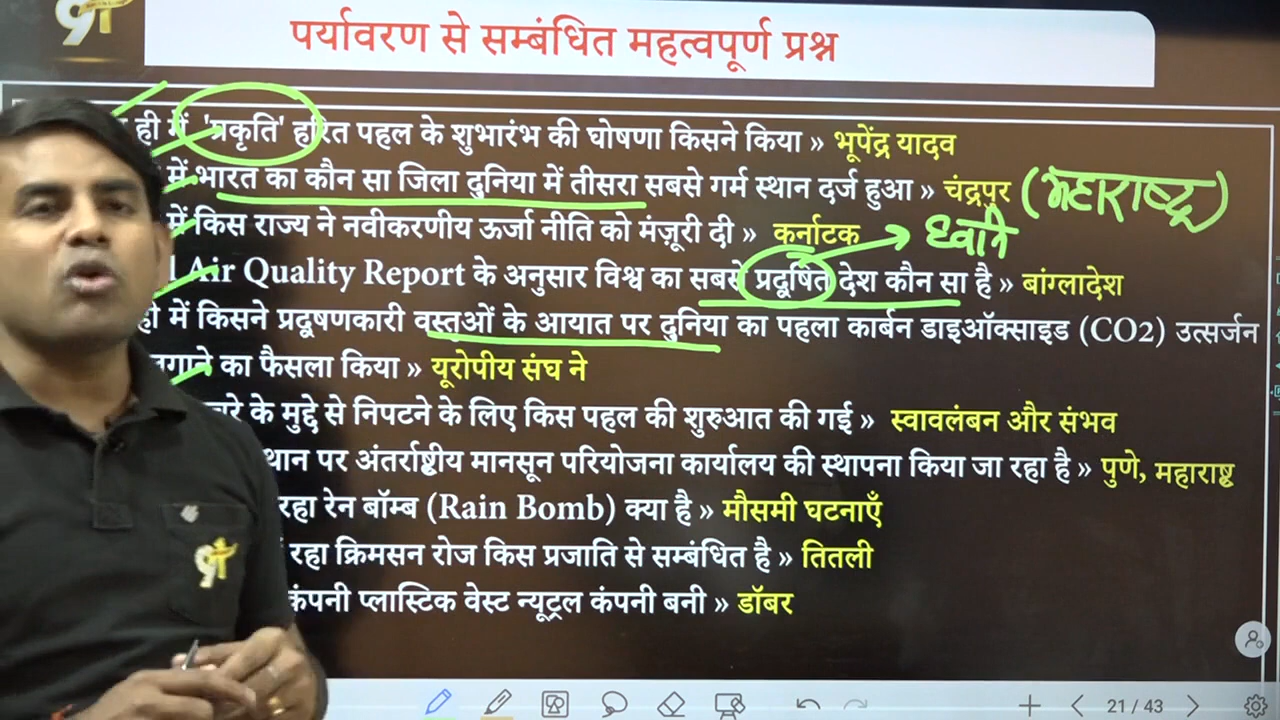 पर्यावरण से सम्बंधित महत्वपूर्ण प्रश्न
ही में 'प्रकृति' हरित पहल के शुभारंभ की घोषणा किसने किया » भूपेंद्र यादव
में भारत का कौन सा जिला दुनिया में तीसरा सबसे गर्म स्थान दर्ज हुआ » चंद्रपुर (महाराष्ट्र)
में किस राज्य ने नवीकरणीय ऊर्जा नीति को मंज़ूरी दी » कर्नाटक
ध्वनि
Air Quality Report के अनुसार विश्व का सबसे प्रदूषित देश कौन सा है » बांग्लादेश
ही में किसने प्रदूषणकारी वस्तुओं के आयात पर दुनिया का पहला कार्बन डाइऑक्साइड (CO2) उत्सर्जन
लगाने का फैसला किया » यूरोपीय संघ ने
के मुद्दे से निपटने के लिए किस पहल की शुरुआत की गई » स्वावलंबन और संभव
पर अंतर्राष्ट्रीय मानसून परियोजना कार्यालय की स्थापना किया जा रहा है » पुणे, महाराष्ट्र
रहा रेन बॉम्ब (Rain Bomb) क्या है » मौसमी घटनाएँ
रहा क्रिमसन रोज किस प्रजाति से सम्बंधित है » तितली
कंपनी प्लास्टिक वेस्ट न्यूट्रल कंपनी बनी » डॉबर
21 / 43